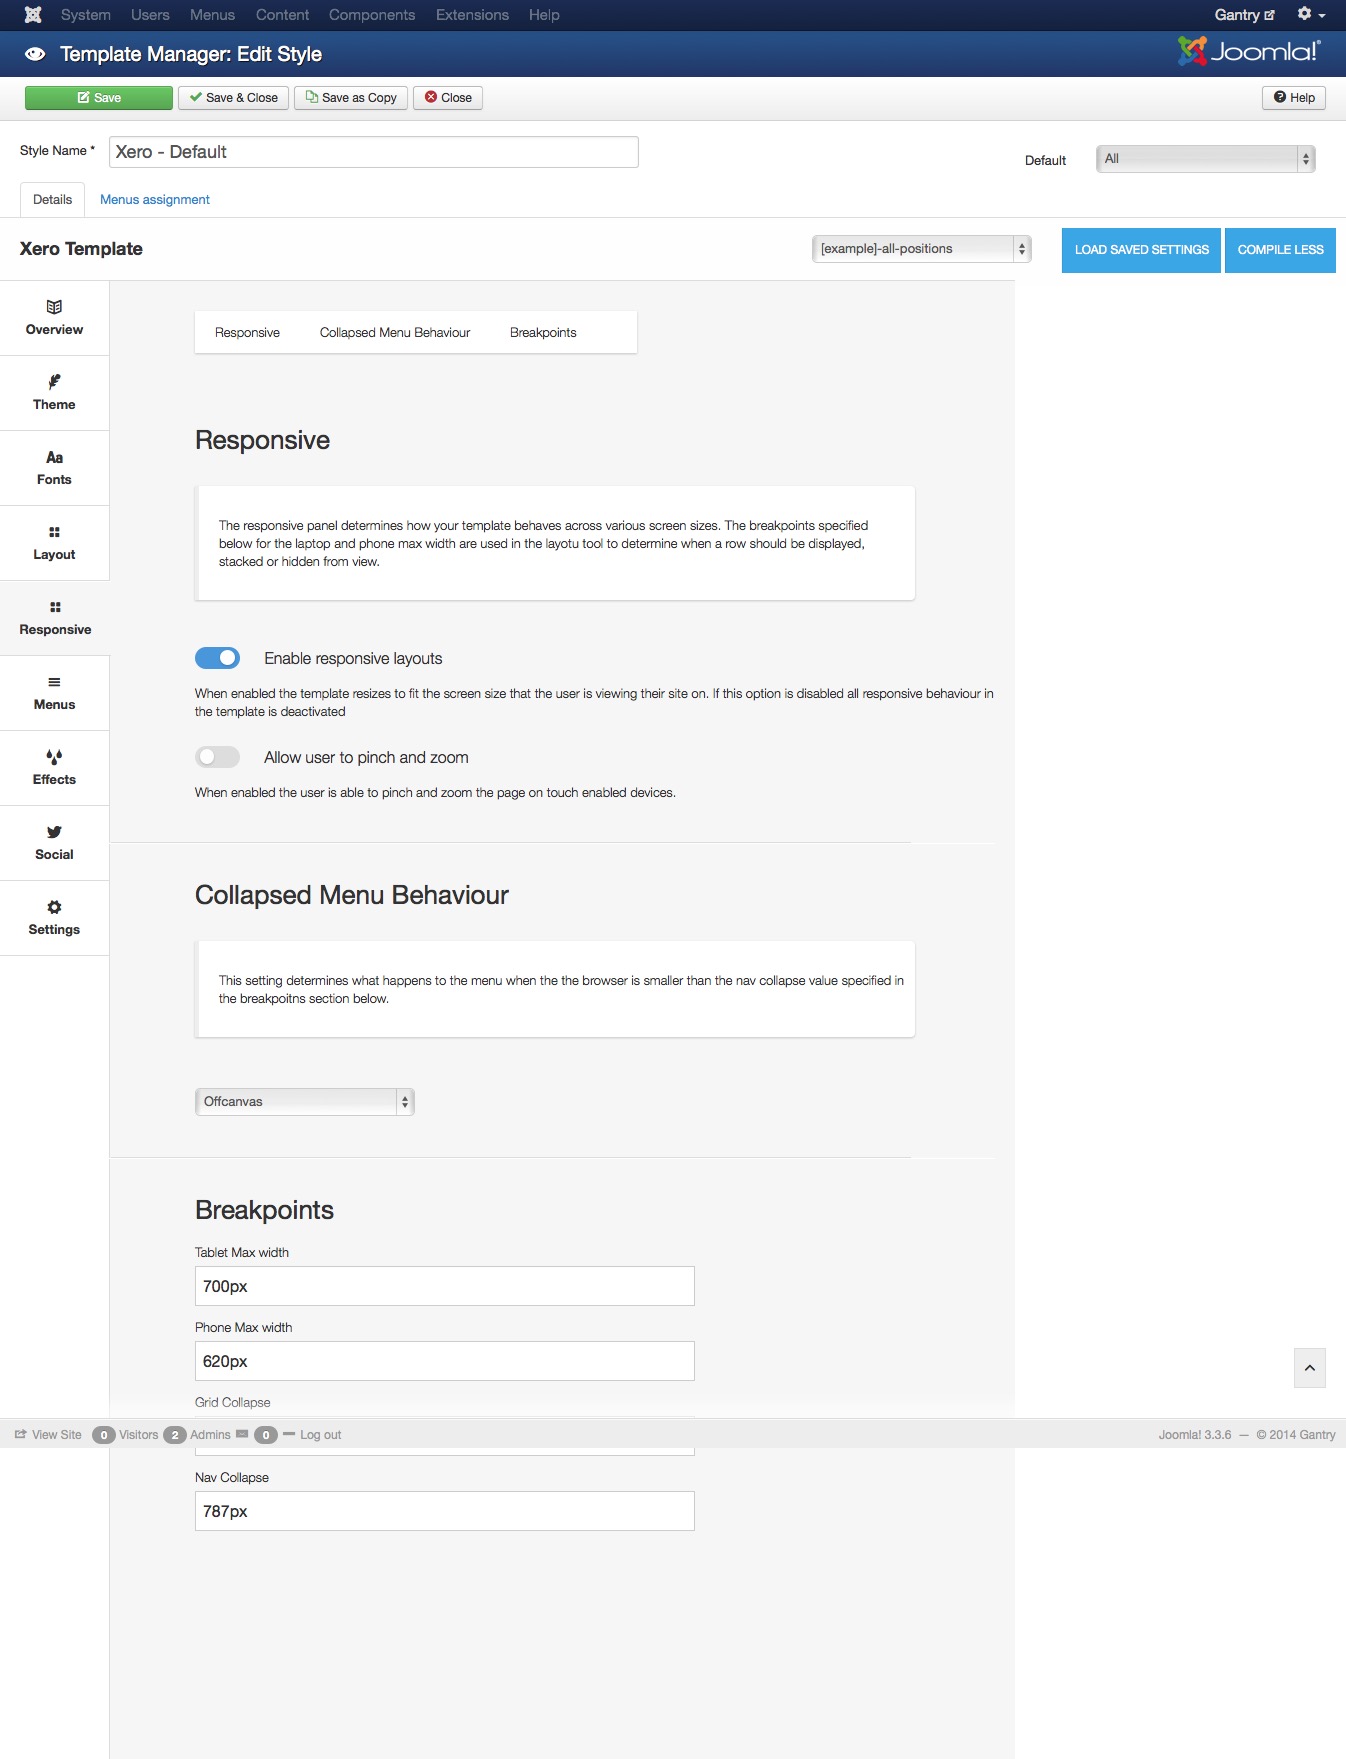 System Users Menus Content Components Extensions Help Gantry
Template Manager: Edit Style Joomla!®
Save Save & Close Save as Copy Close Help
Style Name * Xero - Default Default All
Details Menus assignment
Xero Template [example]-all-positions LOAD SAVED SETTINGS COMPILE LESS
Overview
Theme
Aa
Fonts
Layout
Responsive
Menus
Effects
Social
Settings
Responsive Collapsed Menu Behaviour Breakpoints
Responsive
The responsive panel determines how your template behaves across various screen sizes. The breakpoints specified
below for the laptop and phone max width are used in the layotu tool to determine when a row should be displayed,
stacked or hidden from view.
Enable responsive layouts
When enabled the template resizes to fit the screen size that the user is viewing their site on. If this option is disabled all responsive behaviour in
the template is deactivated
Allow user to pinch and zoom
When enabled the user is able to pinch and zoom the page on touch enabled devices.
Collapsed Menu Behaviour
This setting determines what happens to the menu when the the browser is smaller than the nav collapse value specified in
the breakpoitns section below.
Offcanvas
Breakpoints
Tablet Max width
700px
Phone Max width
620px
Grid Collapse
View Site 0 Visitors 2 Admins 0 Log out Joomla! 3.3.6 — © 2014 Gantry
Nav Collapse
787px